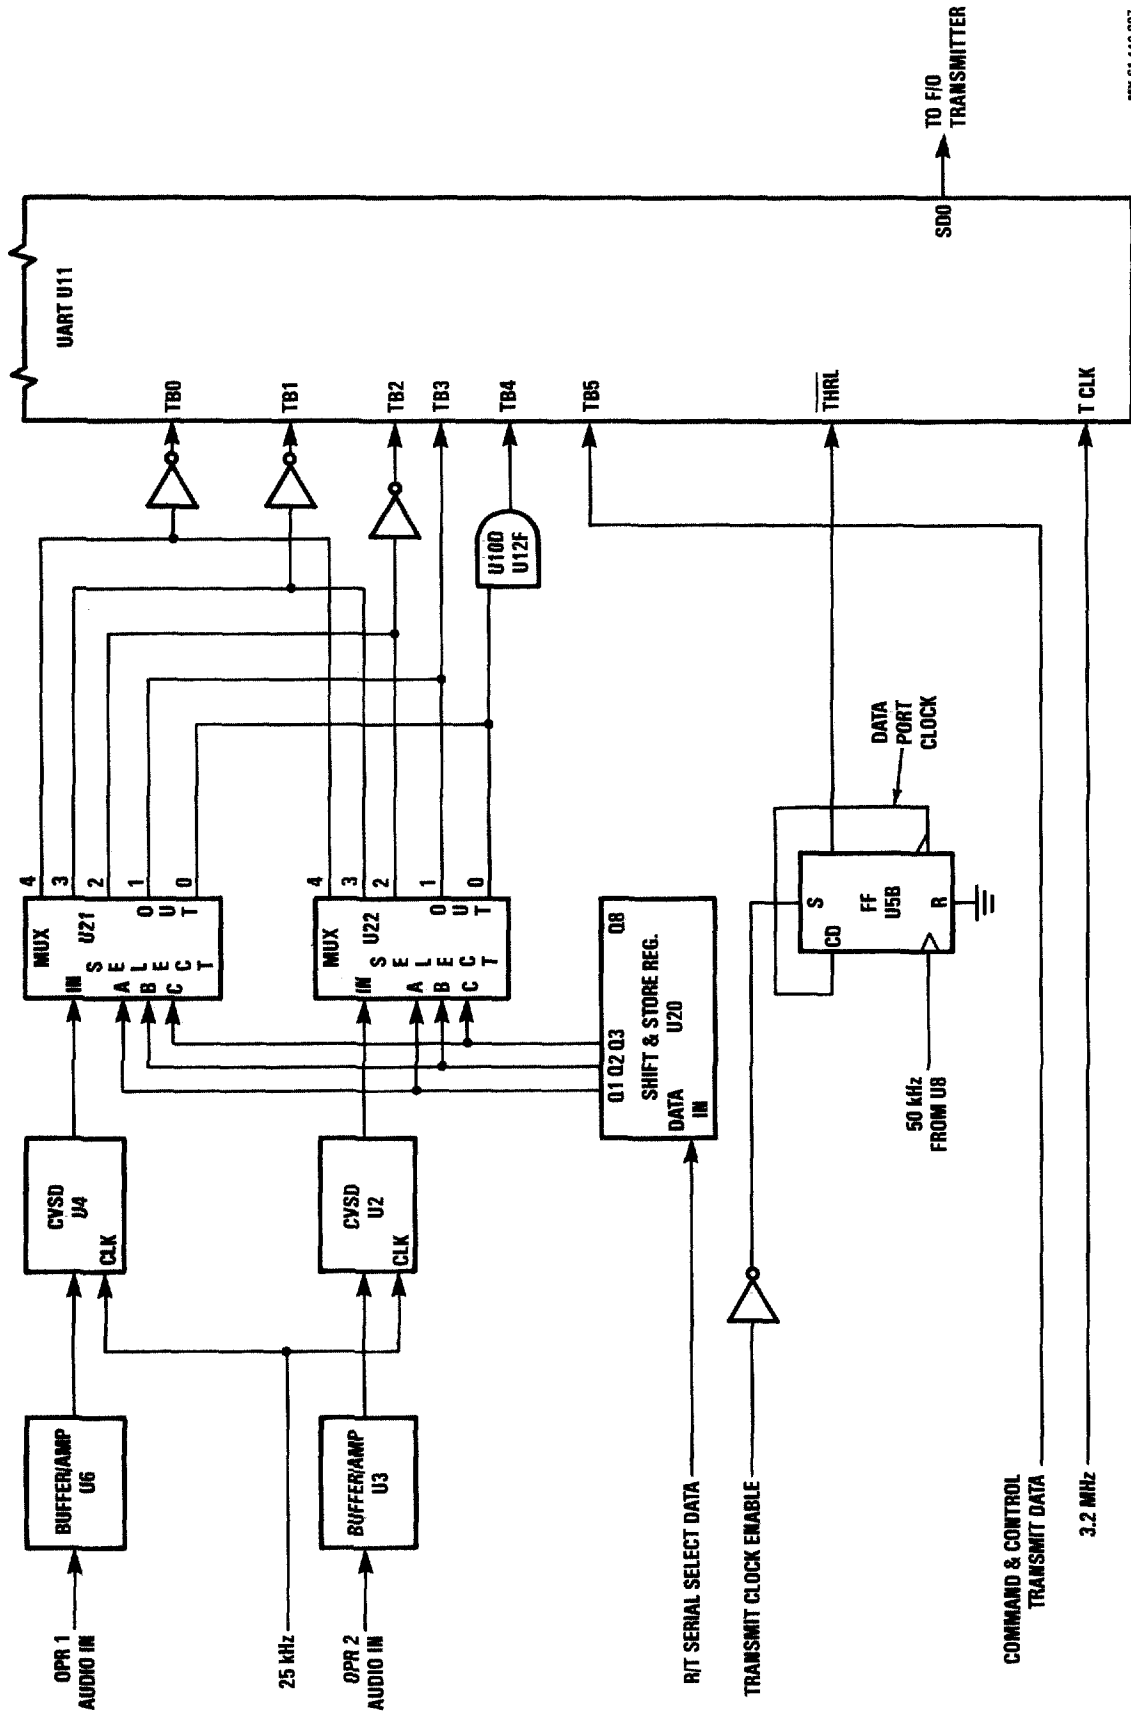 OPR 1
AUDIO IN
BUFFER/AMP
U6
CVSD
U4
CLK
MUX
IN
U21
S E L E C T
A
B
C
O U T
4
3
2
1
0
25 kHz
OPR 2
AUDIO IN
BUFFER/AMP
U3
CVSD
U2
CLK
MUX
IN
U22
S E L E C T
A
B
C
O U T
4
3
2
1
0
R/T SERIAL SELECT DATA
DATA
IN
Q1 Q2 Q3
SHIFT & STORE REG.
U20
Q8
TRANSMIT CLOCK ENABLE
50 kHz
FROM U8
CD
S
FF
U5B
R
DATA
PORT
CLOCK
U10D
U12F
COMMAND & CONTROL
TRANSMIT DATA
3.2 MHz
UART U11
TB0
TB1
TB2
TB3
TB4
TB5
THRL
T CLK
SDO
TO F/O
TRANSMITTER